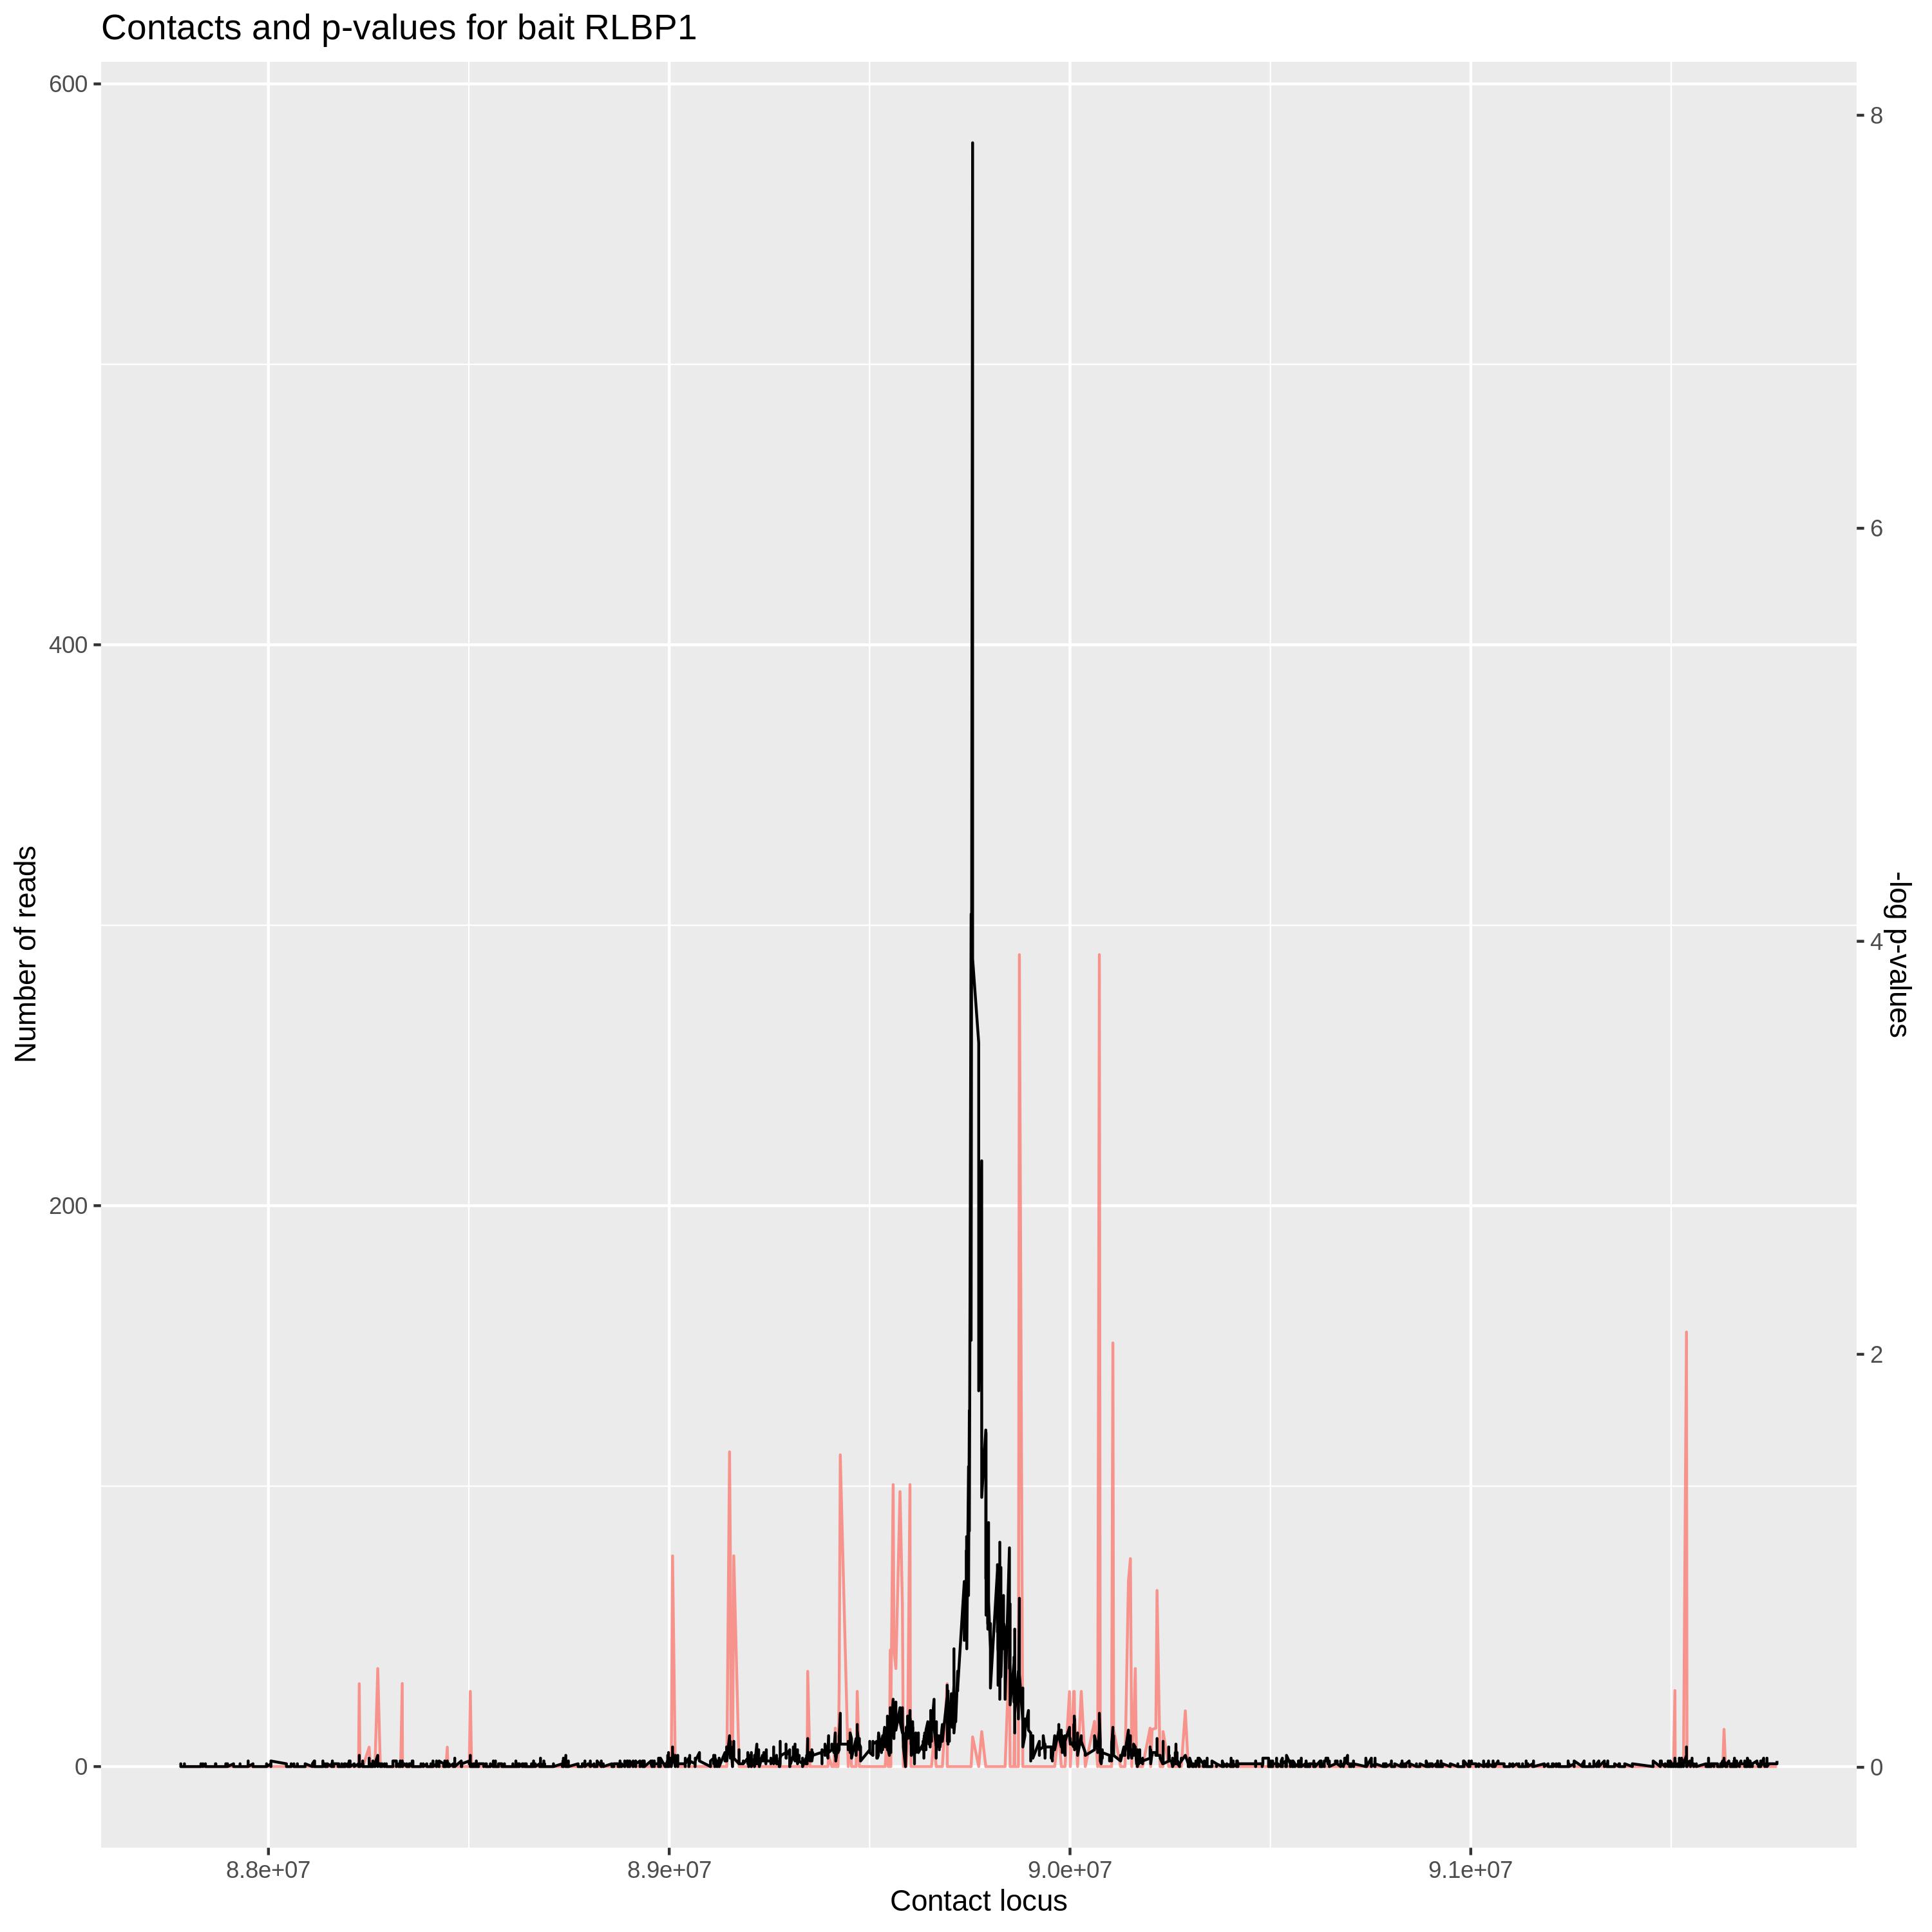 Contacts and p-values for bait RLBP1
600
400
200
0
Number of reads
8
6
4
2
0
-log p-values
8.8e+07 8.9e+07 9.0e+07 9.1e+07
Contact locus